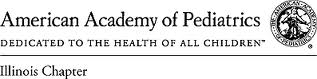 American Academy of Pediatrics
DEDICATED TO THE HEALTH OF ALL CHILDREN™
Illinois Chapter